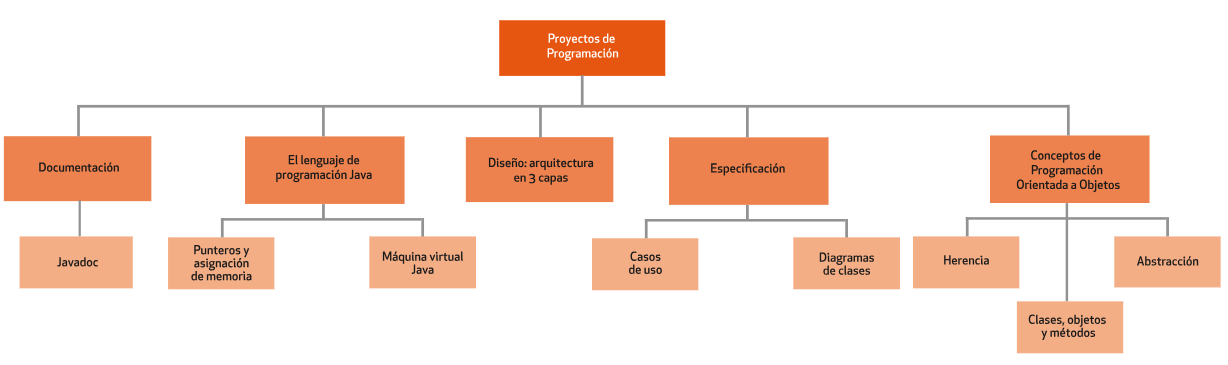 Proyectos de
Programación
Documentación
El lenguaje de
programación Java
Diseño: arquitectura
en 3 capas
Especificación
Conceptos de
Programación
Orientada a Objetos
Javadoc
Punteros y
asignación
de memoria
Máquina virtual
Java
Casos
de uso
Diagramas
de clases
Herencia
Abstracción
Clases, objetos
y métodos